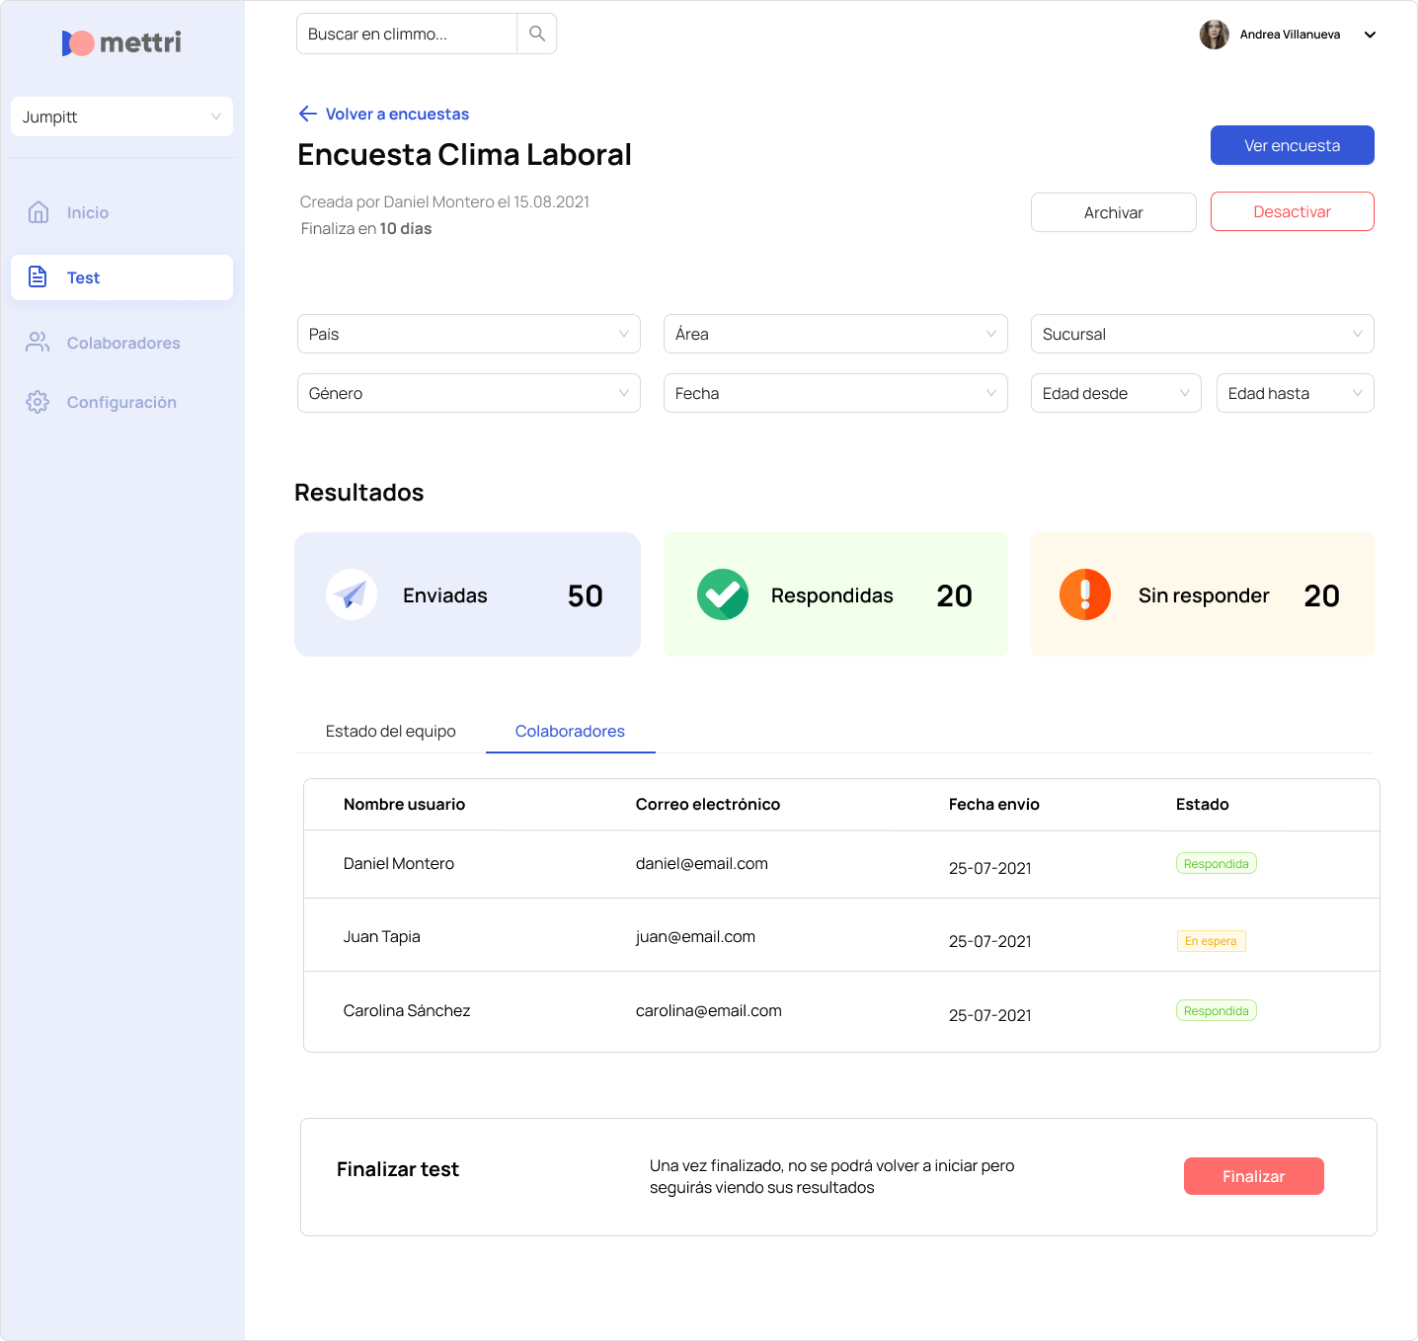 mettri
Buscar en climmo...
Andrea Villanueva
Jumpitt
Inicio
Test
Colaboradores
Configuración
Volver a encuestas
Encuesta Clima Laboral
Ver encuesta
Creada por Daniel Montero el 15.08.2021
Finaliza en 10 días
Archivar
Desactivar
País
Área
Sucursal
Género
Fecha
Edad desde
Edad hasta
Resultados
Enviadas 50
Respondidas 20
Sin responder 20
Estado del equipo
Colaboradores
Nombre usuario Correo electrónico Fecha envío Estado
Daniel Montero daniel@email.com 25-07-2021 Respondida
Juan Tapia juan@email.com 25-07-2021 En espera
Carolina Sánchez carolina@email.com 25-07-2021 Respondida
Finalizar test
Una vez finalizado, no se podrá volver a iniciar pero
seguirás viendo sus resultados
Finalizar